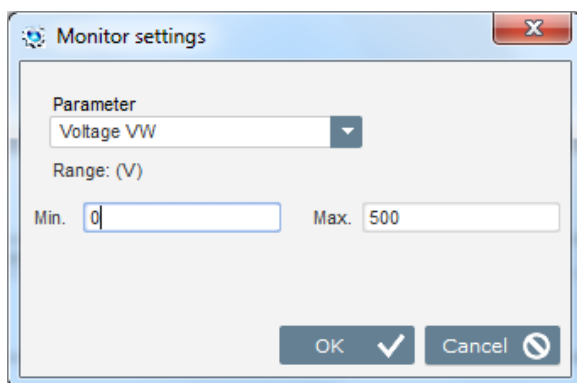 Monitor settings
Parameter
Voltage VW
Range: (V)
Min. 0 Max. 500
OK Cancel